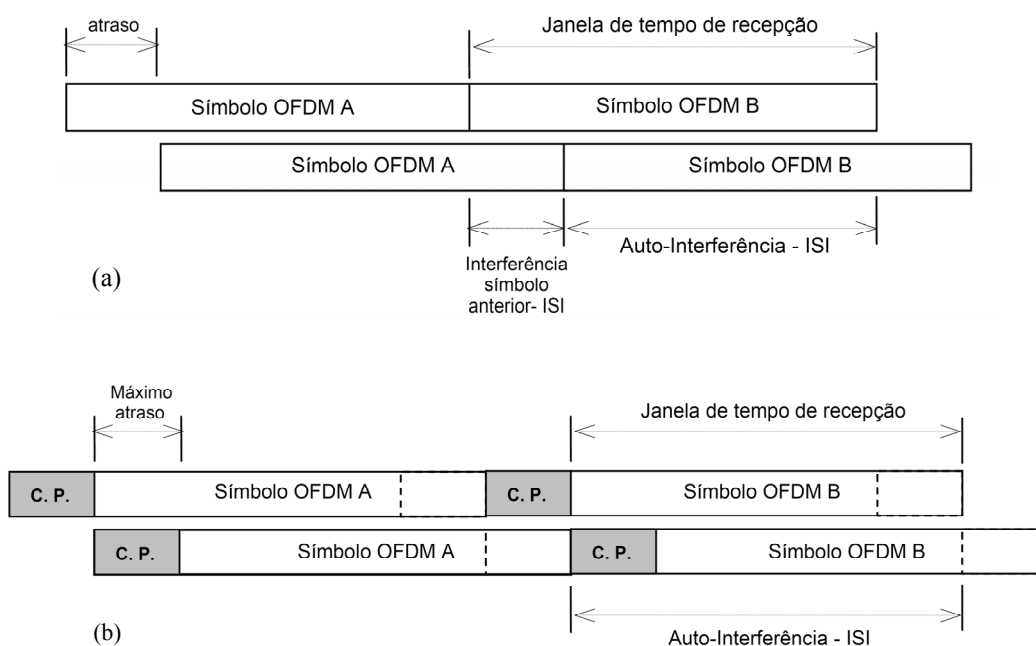 atraso
Janela de tempo de recepção
Símbolo OFDM A
Símbolo OFDM B
Símbolo OFDM A
Símbolo OFDM B
Auto-Interferência - ISI
Interferência
símbolo
anterior- ISI
(a)
Máximo
atraso
Janela de tempo de recepção
C. P.
Símbolo OFDM A
C. P.
Símbolo OFDM B
C. P.
Símbolo OFDM A
C. P.
Símbolo OFDM B
Auto-Interferência - ISI
(b)